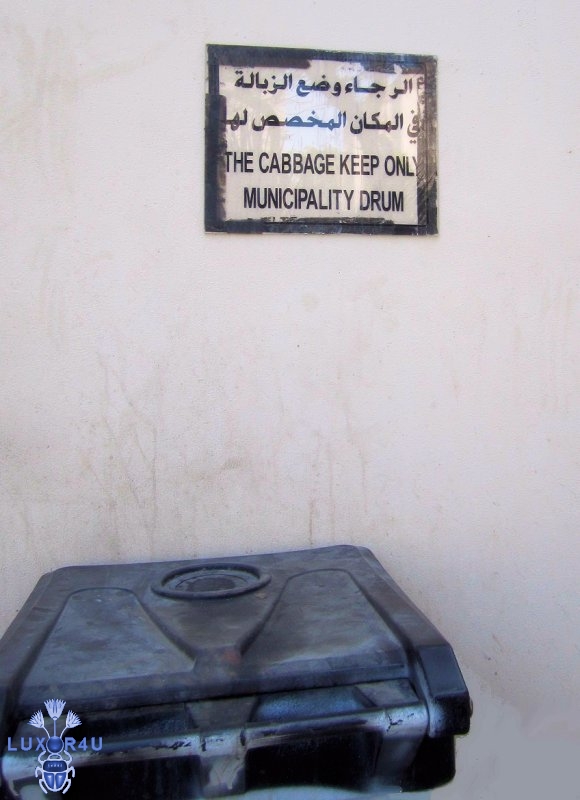 الرجاء وضع الزبالة
في المكان المخصص لها
THE CABBAGE KEEP ONLY
MUNICIPALITY DRUM
LUXOR4U